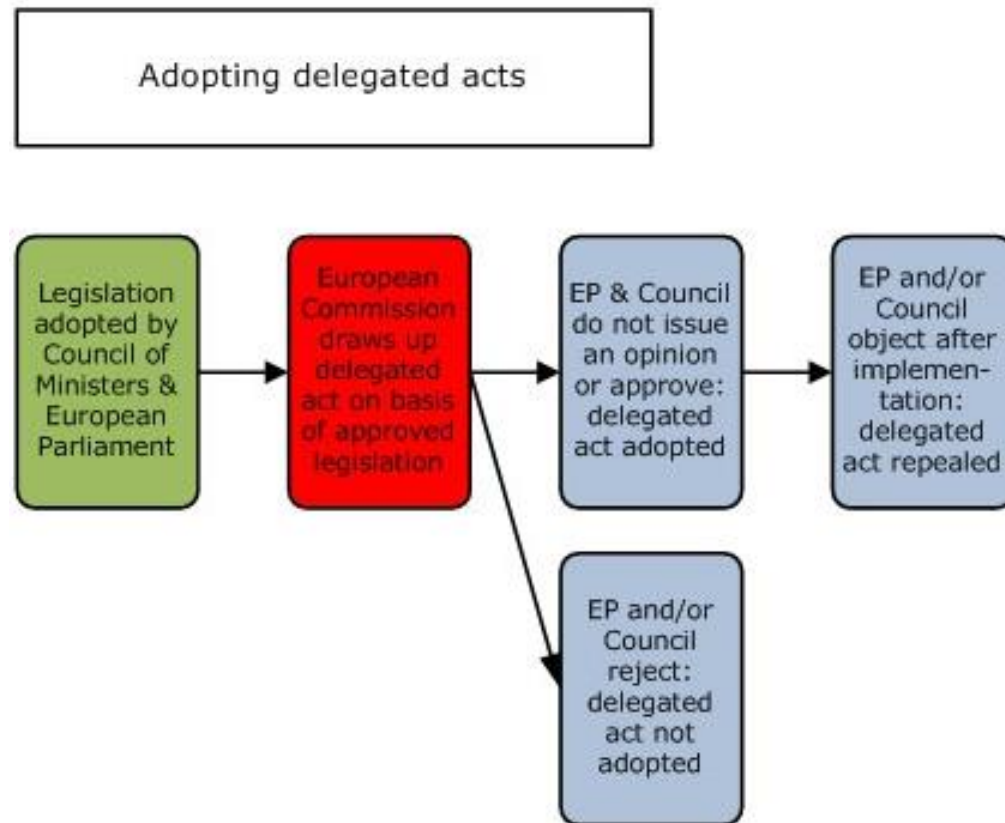 Adopting delegated acts
Legislation
adopted by
Council of
Ministers &
European
Parliament
European
Commission
draws up
delegated
act on basis
of approved
legislation
EP & Council
do not issue
an opinion
or approve:
delegated
act adopted
EP and/or
Council
object after
implemen-
tation:
delegated
act repealed
EP and/or
Council
reject:
delegated
act not
adopted